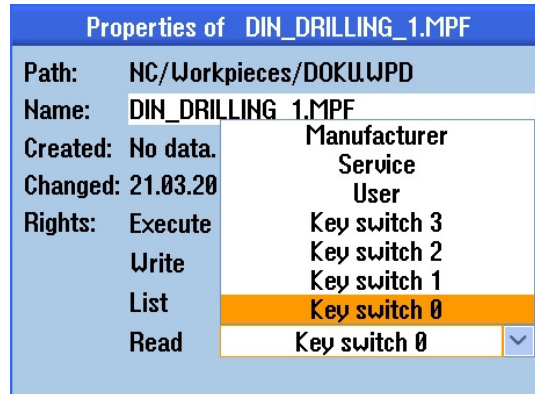 Properties of DIN_DRILLING_1.MPF
Path: NC/Workpieces/DOKU.WPD
Name: DIN_DRILLING_1.MPF
Created: No data.
Changed: 21.03.20
Rights: Execute
Write
List
Read Key switch 0
Manufacturer
Service
User
Key switch 3
Key switch 2
Key switch 1
Key switch 0